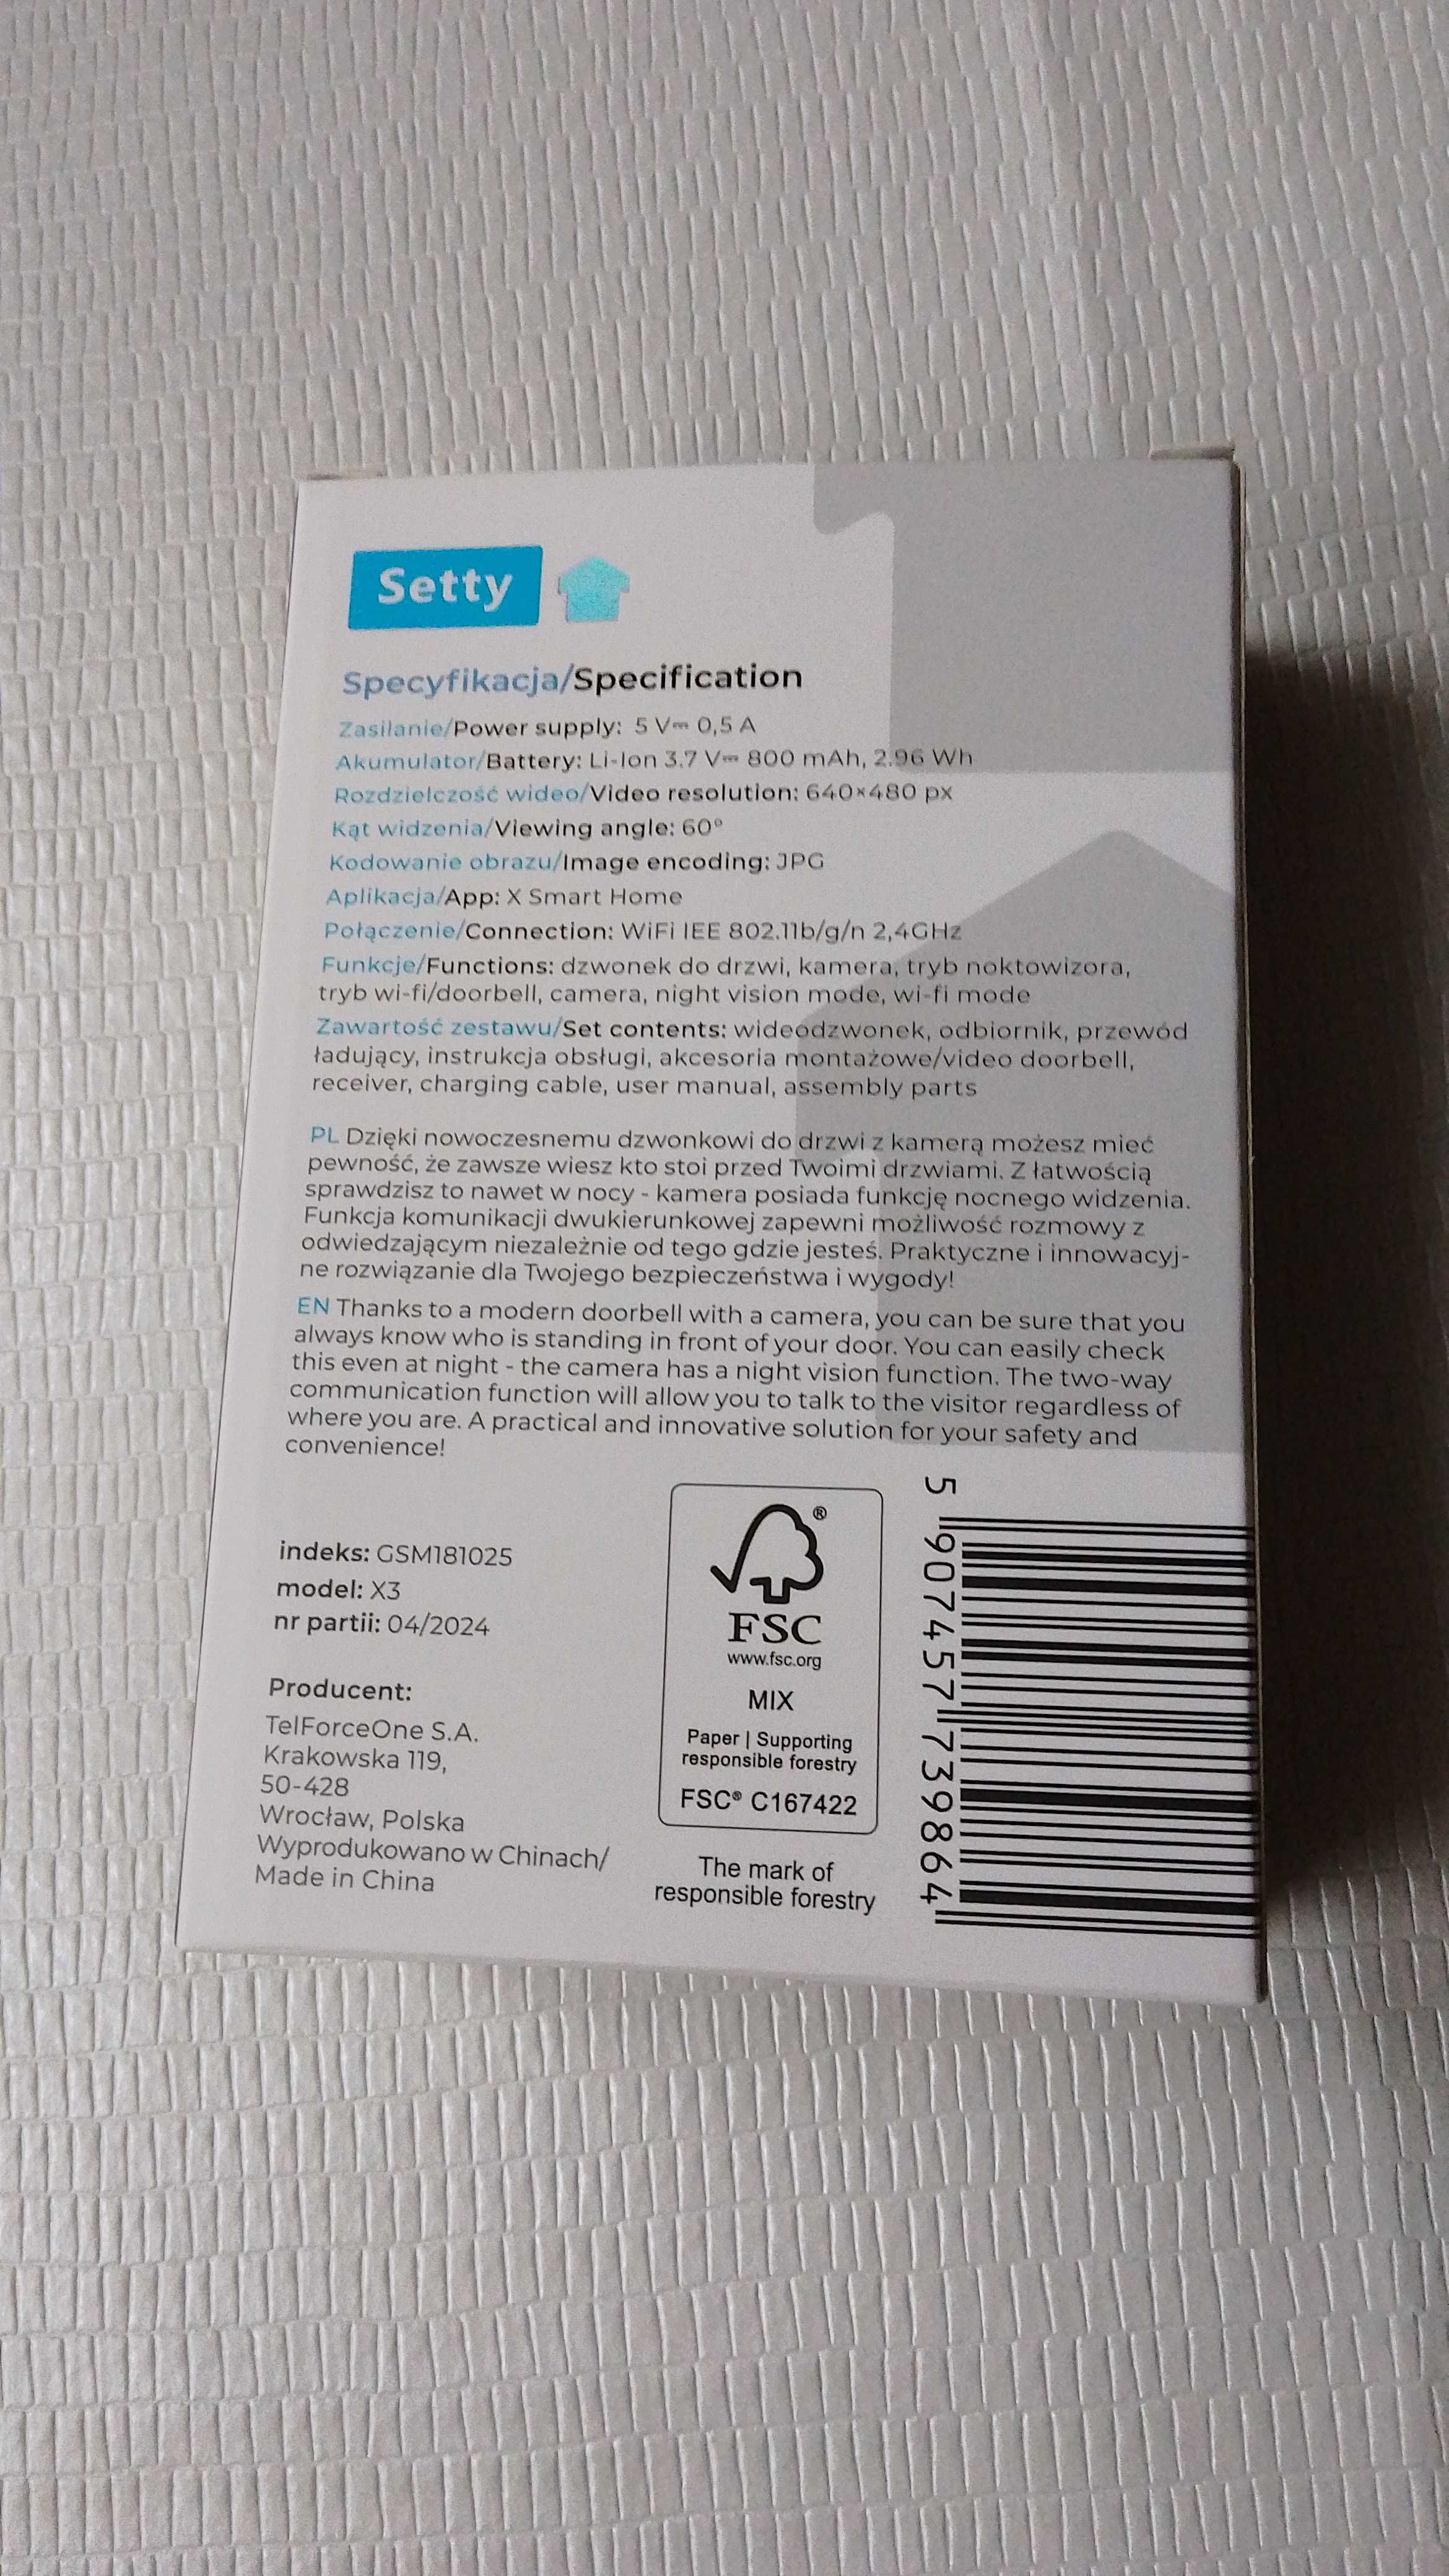 Setty
Specyfikacja/Specification
Zasilanie/Power supply: 5 V⎓ 0,5 A
Akumulator/Battery: Li-Ion 3.7 V⎓ 800 mAh, 2.96 Wh
Rozdzielczość wideo/Video resolution: 640×480 px
Kąt widzenia/Viewing angle: 60°
Kodowanie obrazu/Image encoding: JPG
Aplikacja/App: X Smart Home
Połączenie/Connection: WiFi IEE 802.11b/g/n 2,4GHz
Funkcje/Functions: dzwonek do drzwi, kamera, tryb noktowizora,
tryb wi-fi/doorbell, camera, night vision mode, wi-fi mode
Zawartość zestawu/Set contents: wideodzwonek, odbiornik, przewód
ładujący, instrukcja obsługi, akcesoria montażowe/video doorbell,
receiver, charging cable, user manual, assembly parts
PL Dzięki nowoczesnemu dzwonkowi do drzwi z kamerą możesz mieć
pewność, że zawsze wiesz kto stoi przed Twoimi drzwiami. Z łatwością
sprawdzisz to nawet w nocy - kamera posiada funkcję nocnego widzenia.
Funkcja komunikacji dwukierunkowej zapewni możliwość rozmowy z
odwiedzającym niezależnie od tego gdzie jesteś. Praktyczne i innowacyj-
ne rozwiązanie dla Twojego bezpieczeństwa i wygody!
EN Thanks to a modern doorbell with a camera, you can be sure that you
always know who is standing in front of your door. You can easily check
this even at night - the camera has a night vision function. The two-way
communication function will allow you to talk to the visitor regardless of
where you are. A practical and innovative solution for your safety and
convenience!
indeks: GSM181025
model: X3
nr partii: 04/2024
Producent:
TelForceOne S.A.
Krakowska 119,
50-428
Wrocław, Polska
Wyprodukowano w Chinach/
Made in China
®
FSC
www.fsc.org
MIX
Paper | Supporting
responsible forestry
FSC® C167422
The mark of
responsible forestry
5 907457 739864